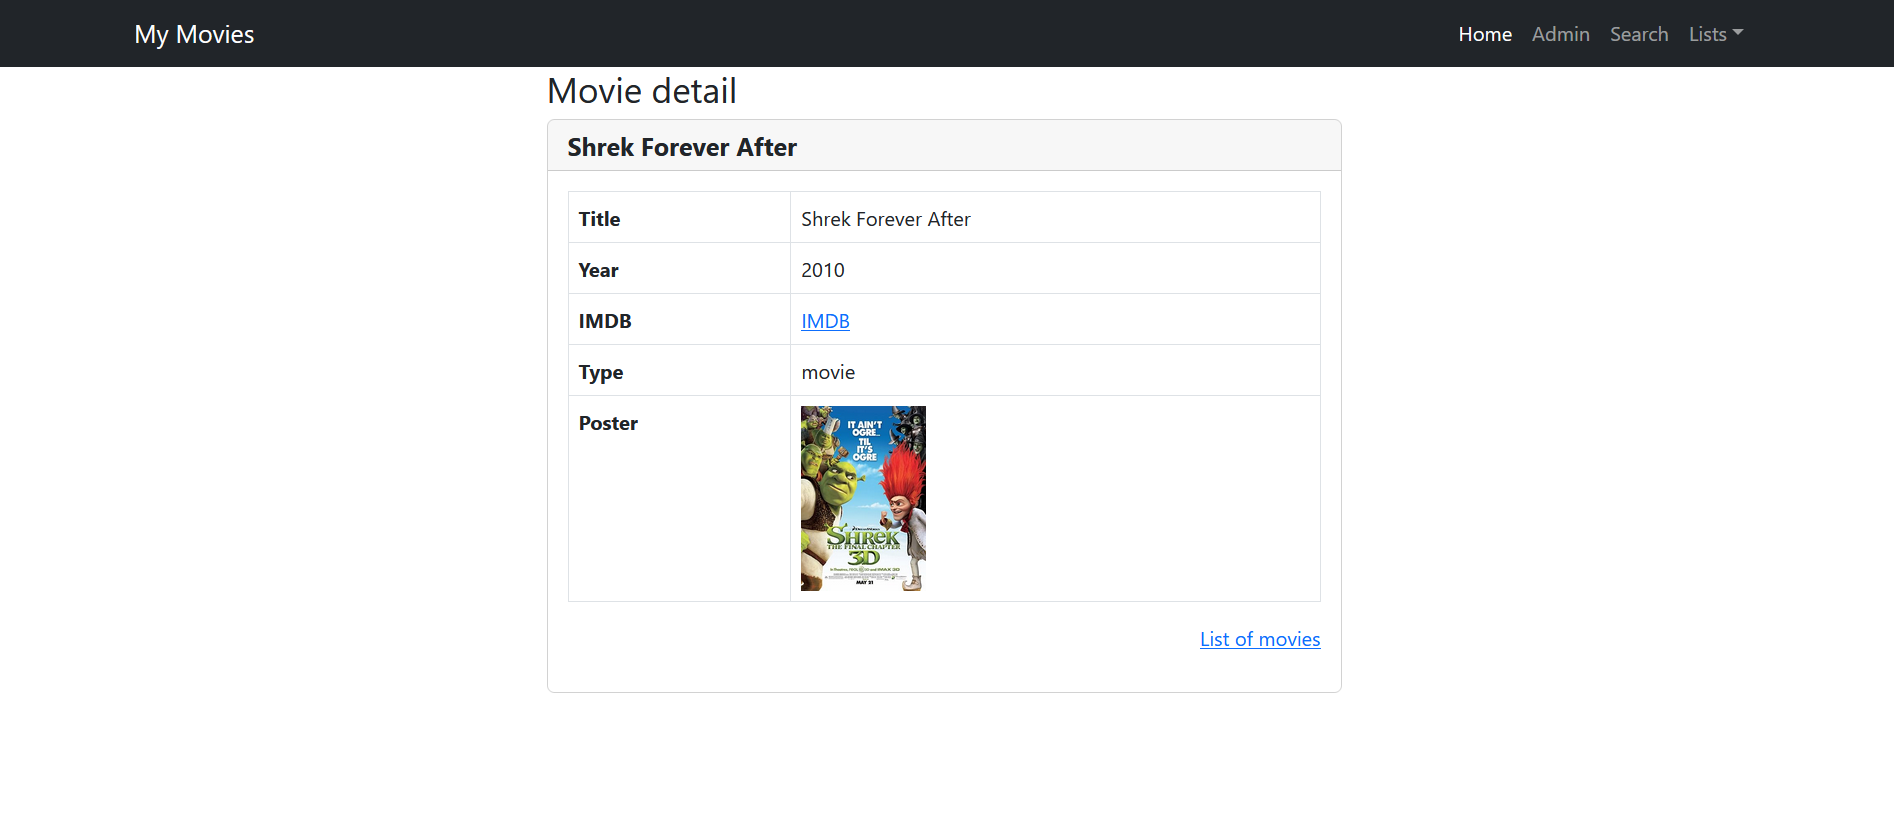 My Movies
Home Admin Search Lists
Movie detail
Shrek Forever After
Title Shrek Forever After
Year 2010
IMDB IMDB
Type movie
Poster
IT AIN'T
OGRE...
TIL
IT'S
OGRE
DREAMWORKS
SHREK
THE FINAL CHAPTER
3D
MAY 21
List of movies